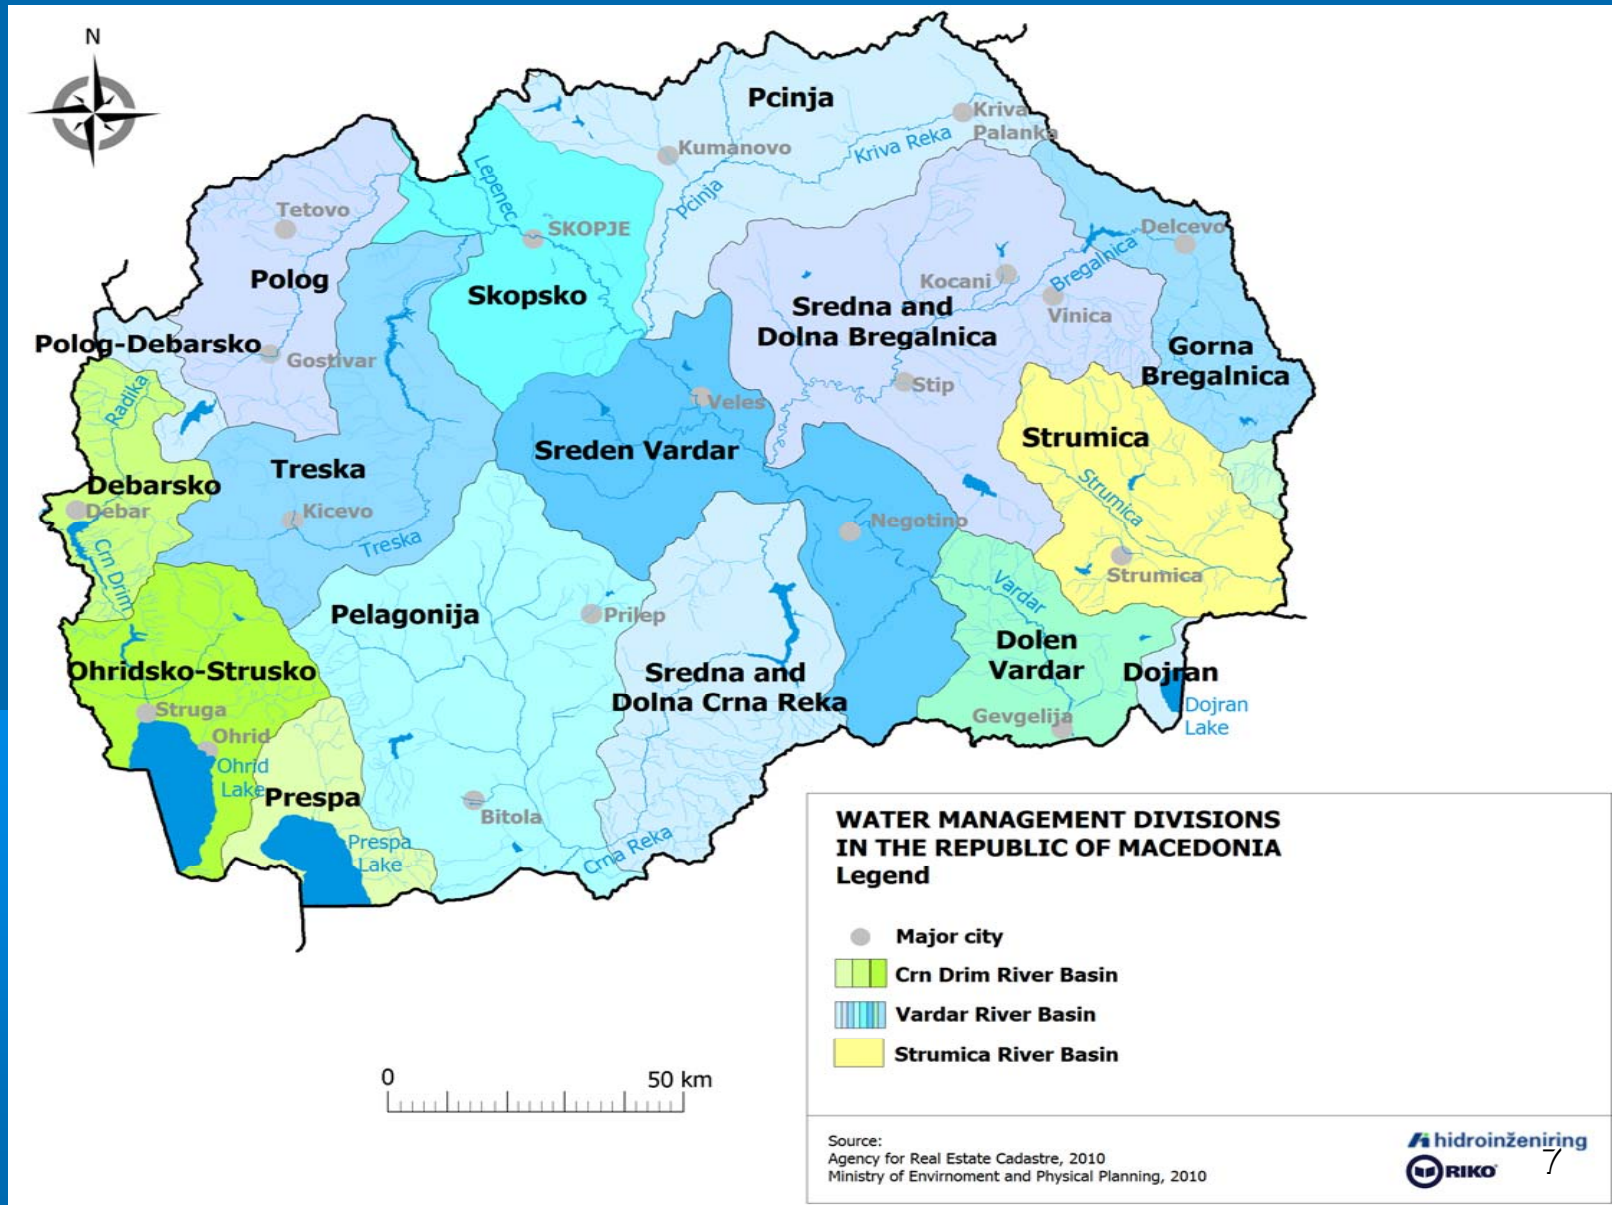 N
Pcinja
Kriva
Palanka
Kumanovo
Kriva Reka
Lepenec
Pcinja
Tetovo
SKOPJE
Delcevo
Polog
Skopsko
Kocani
Bregalnica
Sredna and
Dolna Bregalnica
Vinica
Polog-Debarsko
Gostivar
Gorna
Bregalnica
Radika
Stip
Veles
Strumica
Sreden Vardar
Treska
Debarsko
Debar
Kicevo
Strumica
Negotino
Treska
Crn Drim
Strumica
Vardar
Pelagonija
Prilep
Dolen
Vardar
Ohridsko-Strusko
Sredna and
Dolna Crna Reka
Dojran
Struga
Gevgelija
Dojran
Lake
Ohrid
Ohrid
Lake
Prespa
Bitola
Prespa
Lake
Crna Reka
WATER MANAGEMENT DIVISIONS
IN THE REPUBLIC OF MACEDONIA
Legend
Major city
Crn Drim River Basin
Vardar River Basin
Strumica River Basin
0 50 km
Source:
Agency for Real Estate Cadastre, 2010
Ministry of Envirnoment and Physical Planning, 2010
hidroinženiring
RIKO
7